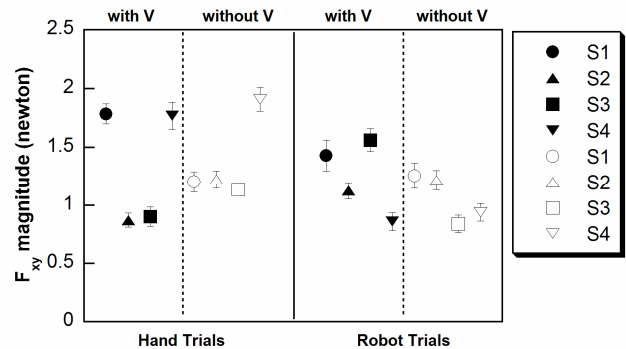 with V without V with V without V
F xy magnitude (newton)
2.5
2
1.5
1
0.5
0
Hand Trials Robot Trials
S1
S2
S3
S4
S1
S2
S3
S4